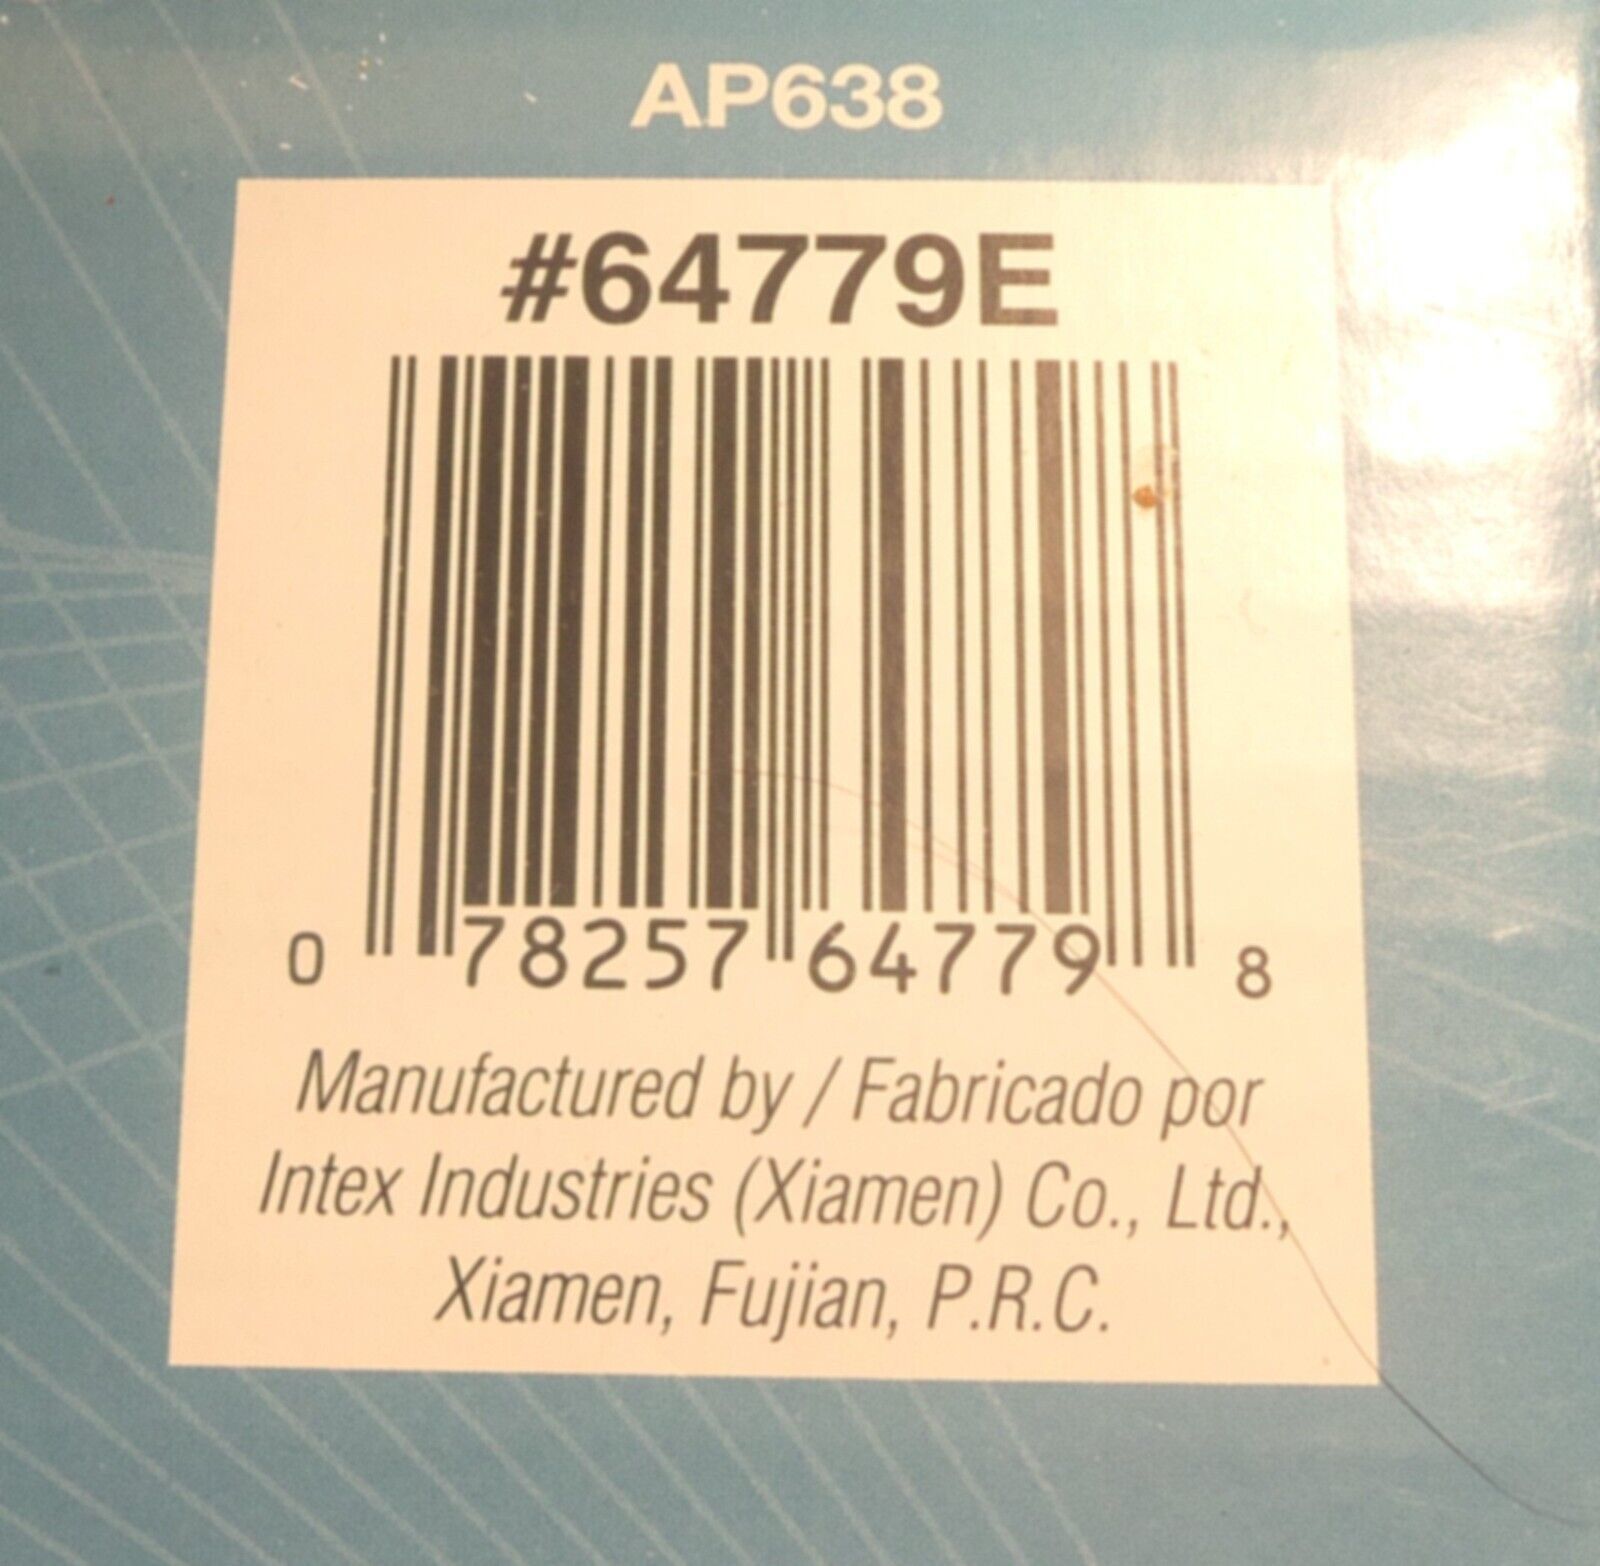 AP638
#64779E
0 78257 64779 8
Manufactured by / Fabricado por
Intex Industries (Xiamen) Co., Ltd.,
Xiamen, Fujian, P.R.C.